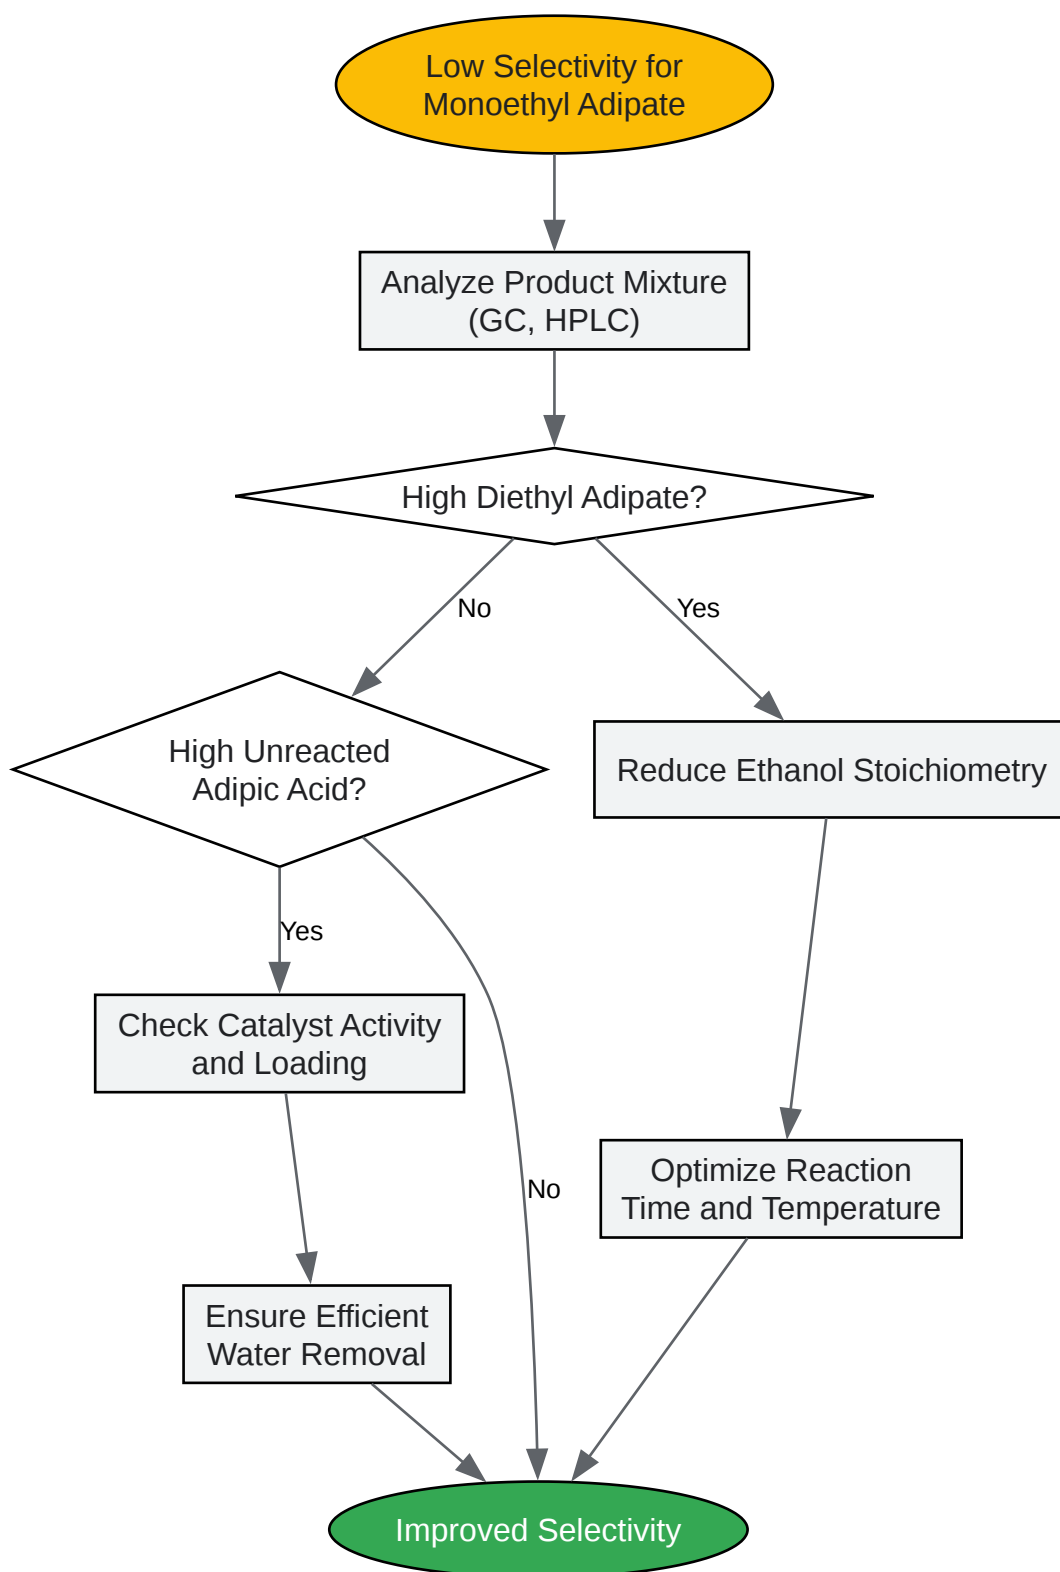 Low Selectivity for
Monoethyl Adipate
Analyze Product Mixture
(GC, HPLC)
High Diethyl Adipate?
No
Yes
High Unreacted
Adipic Acid?
Reduce Ethanol Stoichiometry
Yes
Check Catalyst Activity
and Loading
No
Optimize Reaction
Time and Temperature
Ensure Efficient
Water Removal
Improved Selectivity